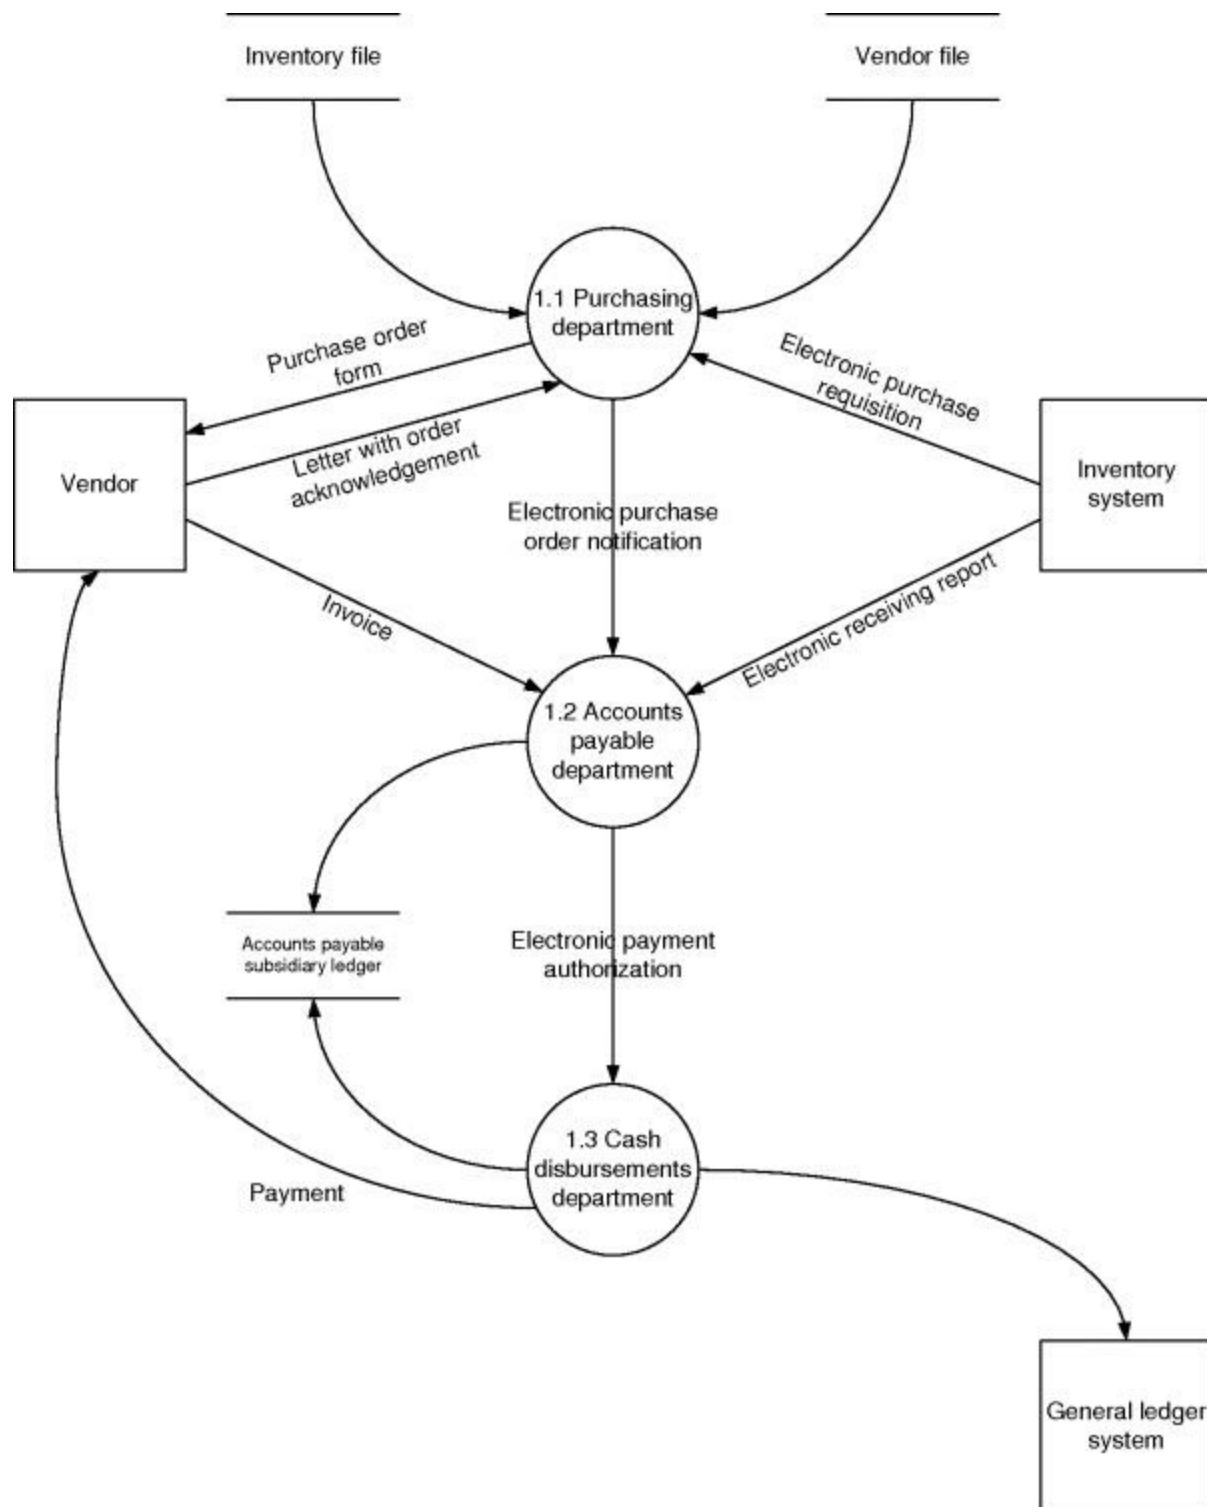 Inventory file
Vendor file
1.1 Purchasing
department
Purchase order
form
Electronic purchase
requisition
Letter with order
acknowledgement
Vendor
Inventory
system
Electronic purchase
order notification
Invoice
Electronic receiving report
1.2 Accounts
payable
department
Accounts payable
subsidiary ledger
Electronic payment
authorization
1.3 Cash
disbursements
department
Payment
General ledger
system